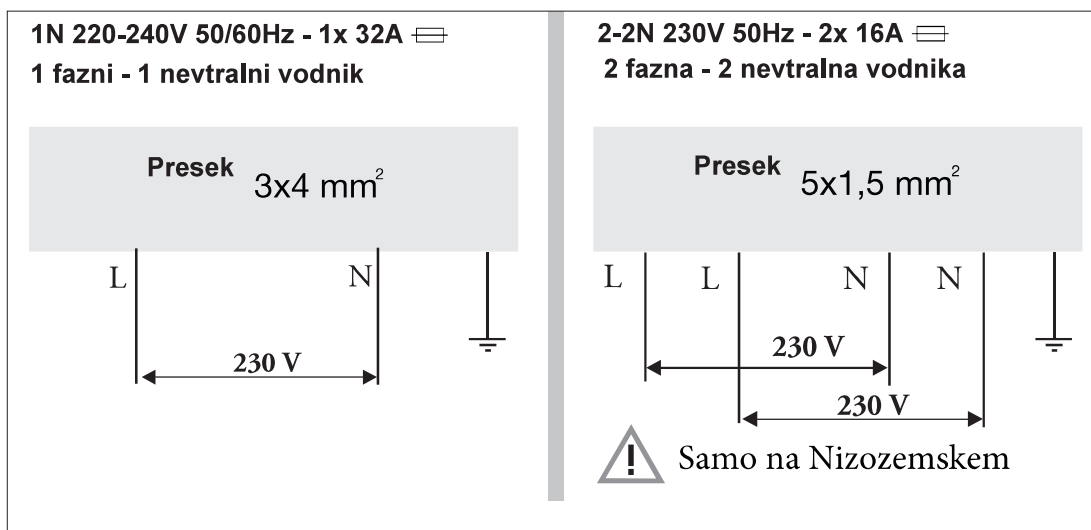 1N 220-240V 50/60Hz - 1x 32A
1 fazni - 1 nevtralni vodnik
Presek 3x4 mm²
L N
230 V
2-2N 230V 50Hz - 2x 16A
2 fazna - 2 nevtralna vodnika
Presek 5x1,5 mm²
L L N N
230 V
230 V
Samo na Nizozemskem